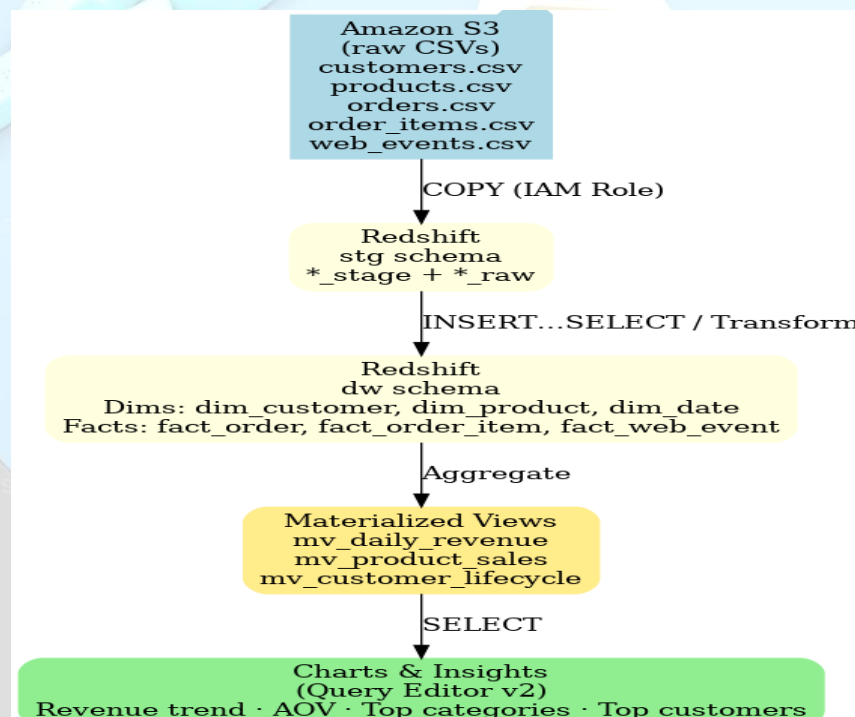 Amazon S3
(raw CSVs)
customers.csv
products.csv
orders.csv
order_items.csv
web_events.csv
COPY (IAM Role)
Redshift
stg schema
*_stage + *_raw
INSERT...SELECT / Transform
Redshift
dw schema
Dims: dim_customer, dim_product, dim_date
Facts: fact_order, fact_order_item, fact_web_event
Aggregate
Materialized Views
mv_daily_revenue
mv_product_sales
mv_customer_lifecycle
SELECT
Charts & Insights
(Query Editor v2)
Revenue trend · AOV · Top categories · Top customers